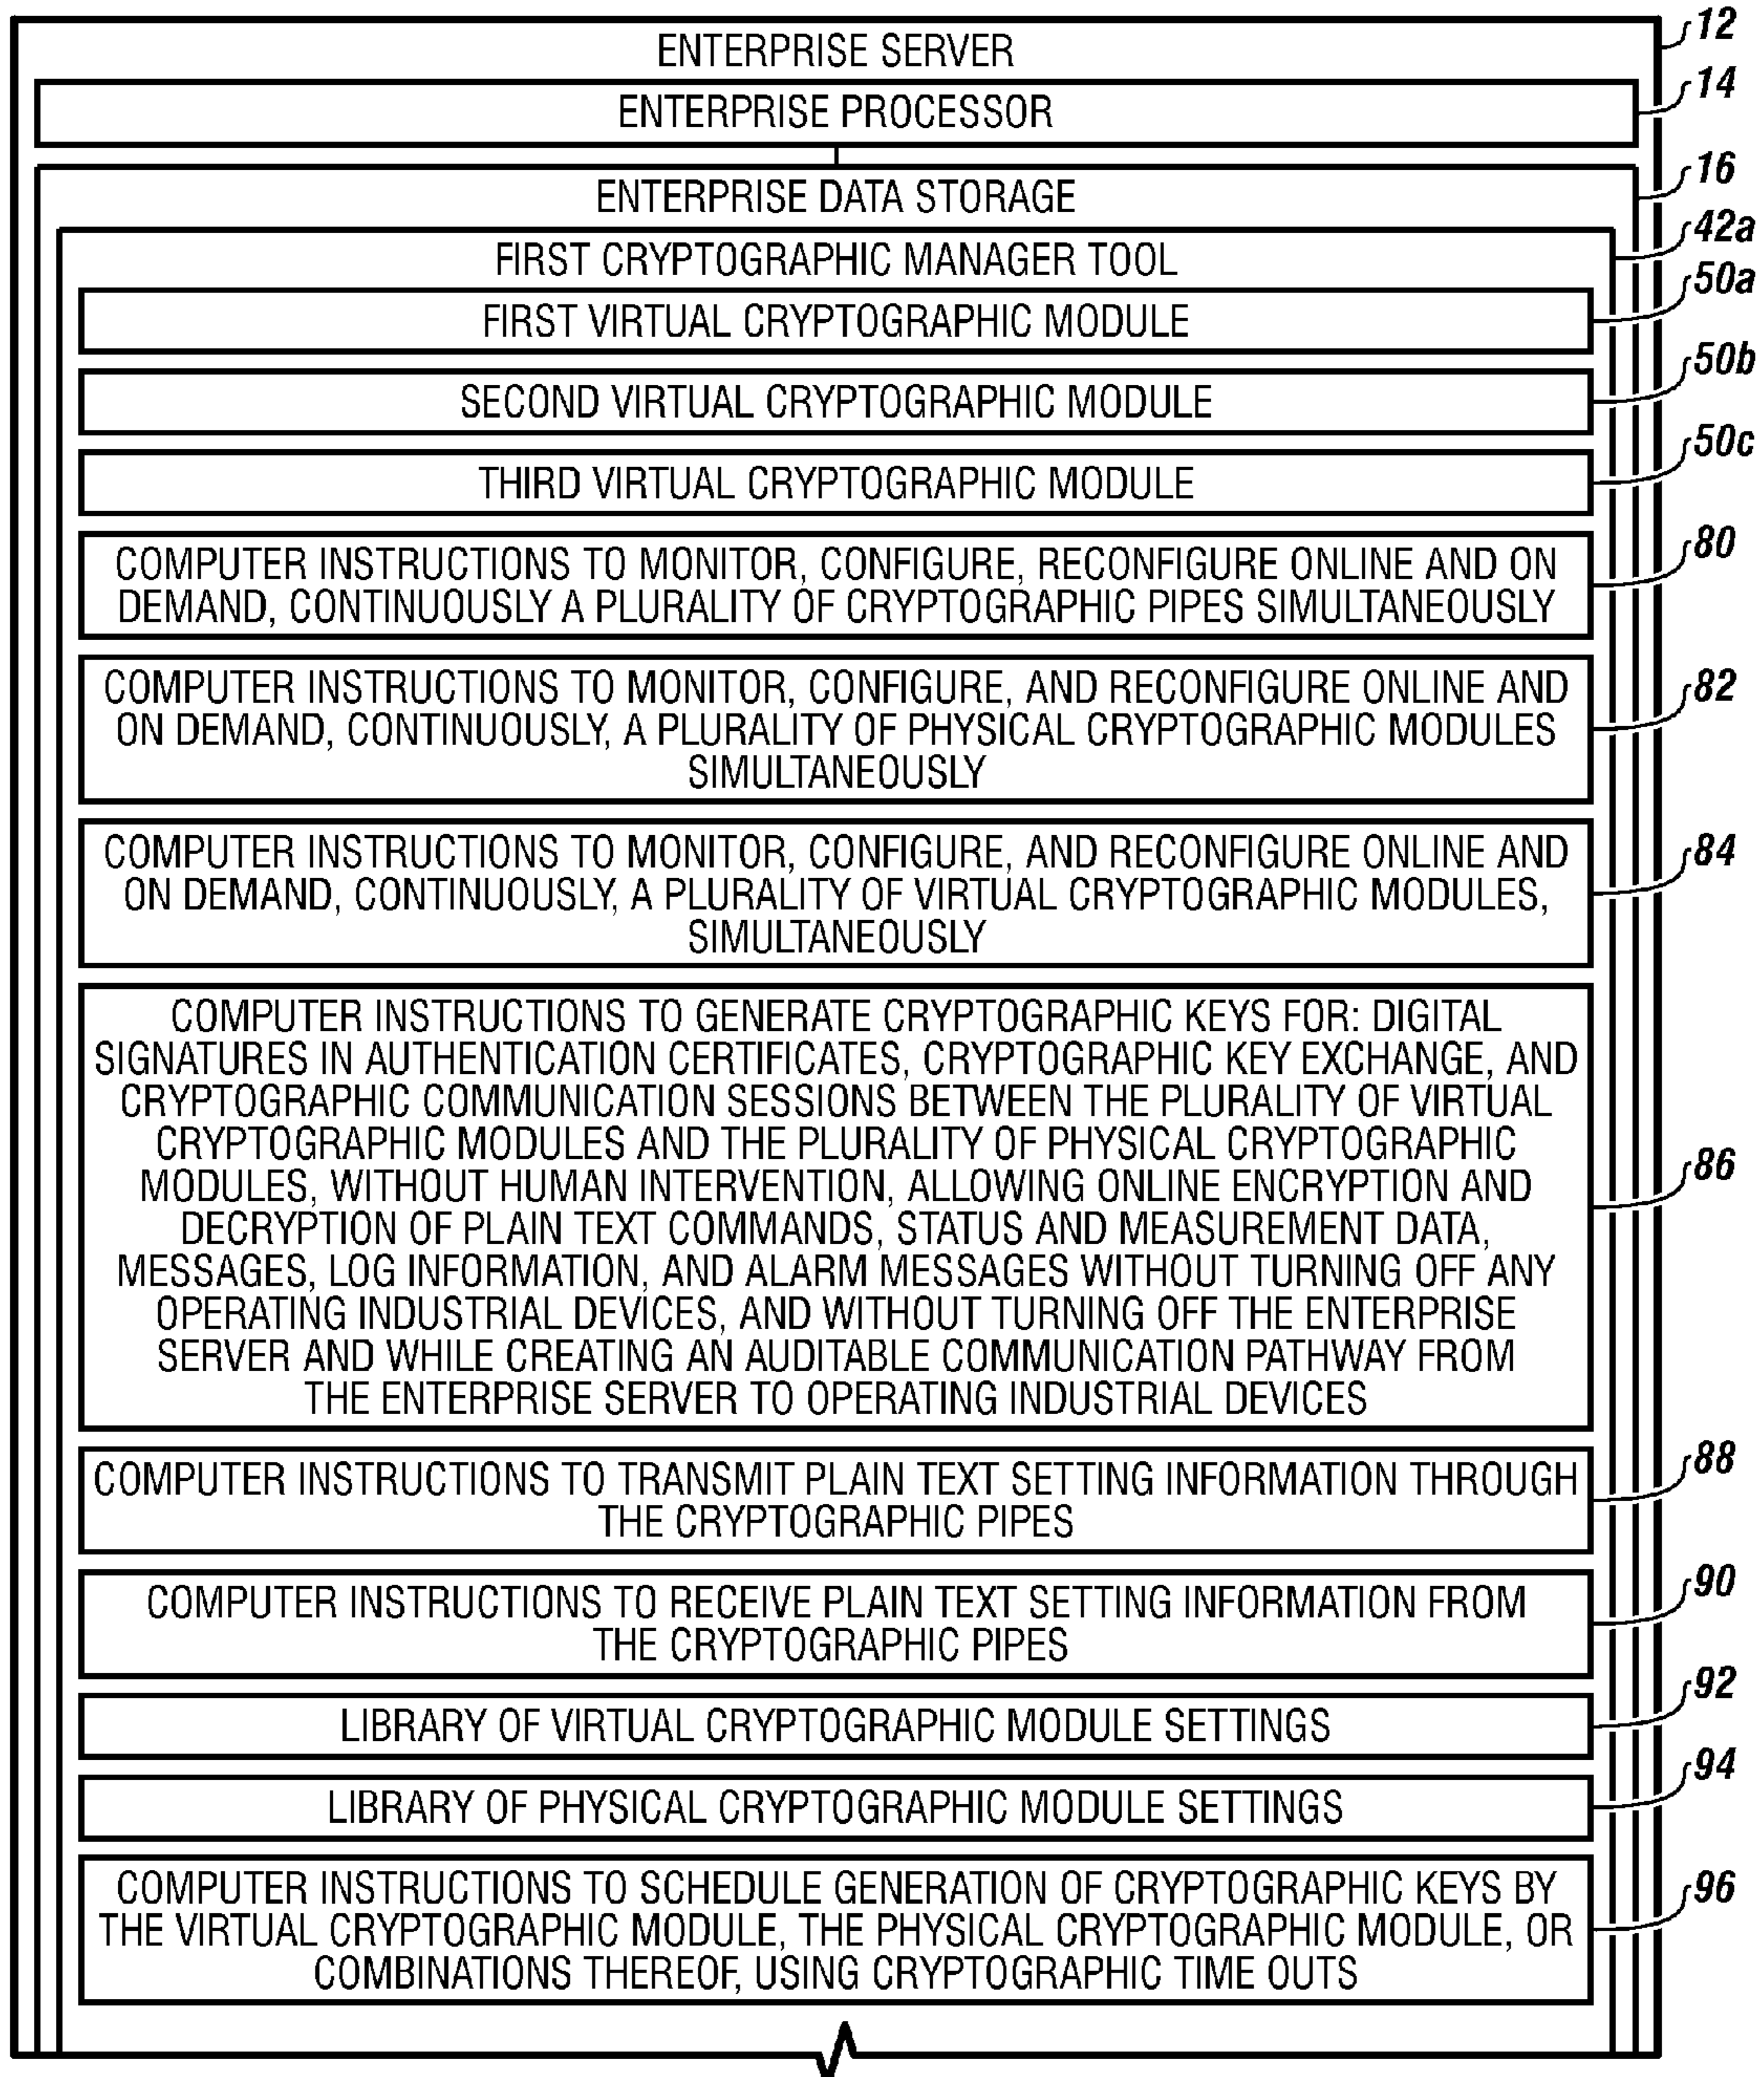 ENTERPRISE SERVER
12
ENTERPRISE PROCESSOR
14
ENTERPRISE DATA STORAGE
16
FIRST CRYPTOGRAPHIC MANAGER TOOL
42a
FIRST VIRTUAL CRYPTOGRAPHIC MODULE
50a
SECOND VIRTUAL CRYPTOGRAPHIC MODULE
50b
THIRD VIRTUAL CRYPTOGRAPHIC MODULE
50c
COMPUTER INSTRUCTIONS TO MONITOR, CONFIGURE, RECONFIGURE ONLINE AND ON
DEMAND, CONTINUOUSLY A PLURALITY OF CRYPTOGRAPHIC PIPES SIMULTANEOUSLY
80
COMPUTER INSTRUCTIONS TO MONITOR, CONFIGURE, AND RECONFIGURE ONLINE AND
ON DEMAND, CONTINUOUSLY, A PLURALITY OF PHYSICAL CRYPTOGRAPHIC MODULES
SIMULTANEOUSLY
82
COMPUTER INSTRUCTIONS TO MONITOR, CONFIGURE, AND RECONFIGURE ONLINE AND
ON DEMAND, CONTINUOUSLY, A PLURALITY OF VIRTUAL CRYPTOGRAPHIC MODULES,
SIMULTANEOUSLY
84
COMPUTER INSTRUCTIONS TO GENERATE CRYPTOGRAPHIC KEYS FOR: DIGITAL
SIGNATURES IN AUTHENTICATION CERTIFICATES, CRYPTOGRAPHIC KEY EXCHANGE, AND
CRYPTOGRAPHIC COMMUNICATION SESSIONS BETWEEN THE PLURALITY OF VIRTUAL
CRYPTOGRAPHIC MODULES AND THE PLURALITY OF PHYSICAL CRYPTOGRAPHIC
MODULES, WITHOUT HUMAN INTERVENTION, ALLOWING ONLINE ENCRYPTION AND
DECRYPTION OF PLAIN TEXT COMMANDS, STATUS AND MEASUREMENT DATA,
MESSAGES, LOG INFORMATION, AND ALARM MESSAGES WITHOUT TURNING OFF ANY
OPERATING INDUSTRIAL DEVICES, AND WITHOUT TURNING OFF THE ENTERPRISE
SERVER AND WHILE CREATING AN AUDITABLE COMMUNICATION PATHWAY FROM
THE ENTERPRISE SERVER TO OPERATING INDUSTRIAL DEVICES
86
COMPUTER INSTRUCTIONS TO TRANSMIT PLAIN TEXT SETTING INFORMATION THROUGH
THE CRYPTOGRAPHIC PIPES
88
COMPUTER INSTRUCTIONS TO RECEIVE PLAIN TEXT SETTING INFORMATION FROM
THE CRYPTOGRAPHIC PIPES
90
LIBRARY OF VIRTUAL CRYPTOGRAPHIC MODULE SETTINGS
92
LIBRARY OF PHYSICAL CRYPTOGRAPHIC MODULE SETTINGS
94
COMPUTER INSTRUCTIONS TO SCHEDULE GENERATION OF CRYPTOGRAPHIC KEYS BY
THE VIRTUAL CRYPTOGRAPHIC MODULE, THE PHYSICAL CRYPTOGRAPHIC MODULE, OR
COMBINATIONS THEREOF, USING CRYPTOGRAPHIC TIME OUTS
96